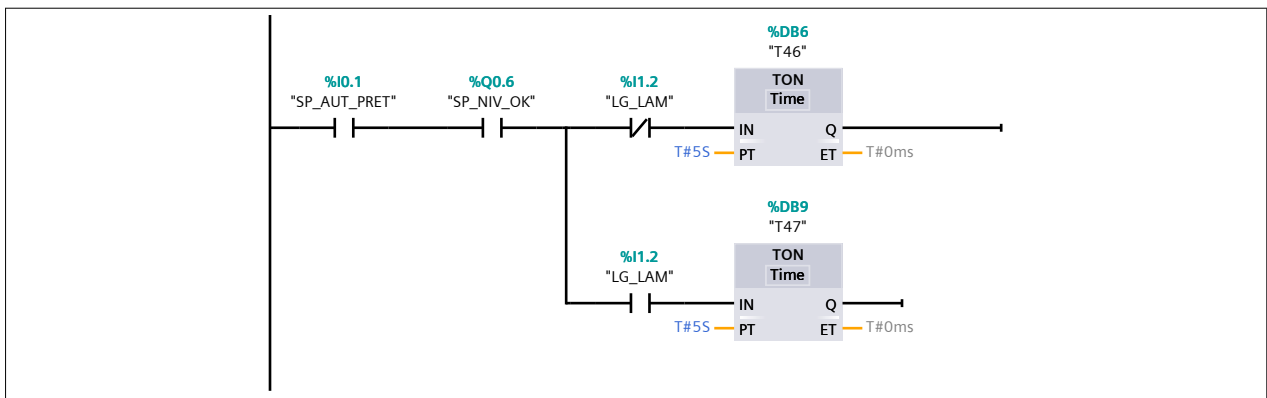 %DB6
"T46"
%I0.1
"SP_AUT_PRET"
%Q0.6
"SP_NIV_OK"
%I1.2
"LG_LAM"
TON
Time
IN
Q
T#5S
PT
ET
T#0ms
%DB9
"T47"
%I1.2
"LG_LAM"
TON
Time
IN
Q
T#5S
PT
ET
T#0ms